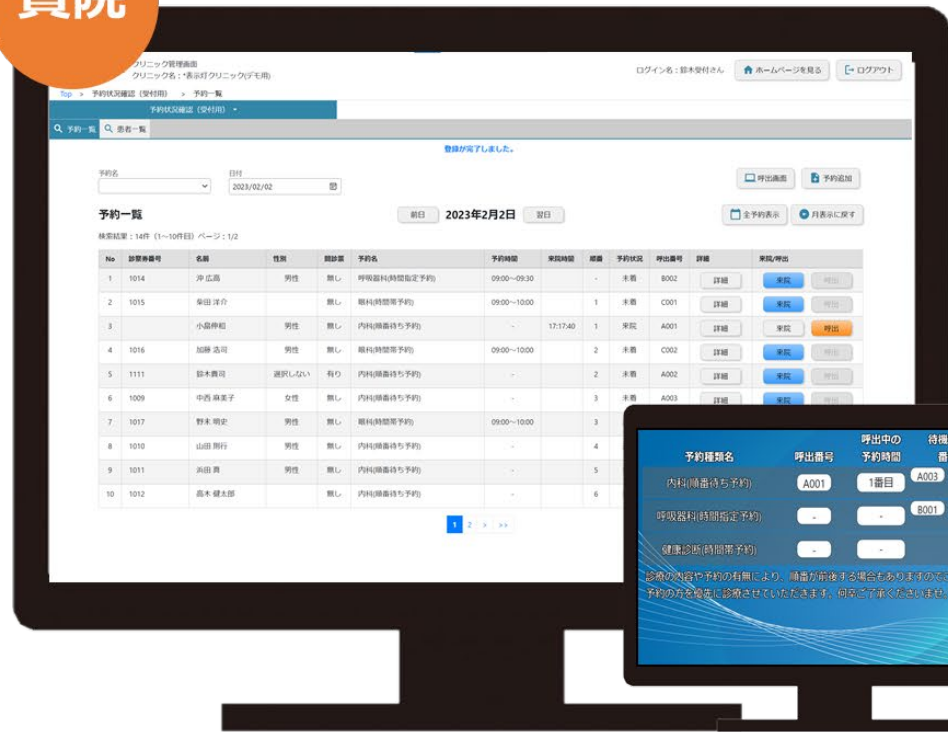 貴院
クリニック管理画面
クリニック名：*表示灯クリニック(デモ用)
ログイン名：鈴木受付さん
ホームページを見る
ログアウト
Top > 予約状況確認（受付用） > 予約一覧
予約状況確認（受付用）
予約一覧 患者一覧
登録が完了しました。
予約名 日付
2023/02/02
呼出画面 予約追加
予約一覧 前日 2023年2月2日 翌日 全予約表示 月表示に戻す
検索結果：14件（1～10件目）ページ：1/2
No 診察券番号 名前 性別 問診票 予約名 予約時間 来院時間 順番 予約状況 呼出番号 詳細 来院/呼出
1 1014 沖 広高 男性 無し 呼吸器科(時間指定予約) 09:00～09:30 - 未着 B002 詳細 来院 呼出
2 1015 柴田 洋介 無し 眼科(時間帯予約) 09:00～10:00 1 未着 C001 詳細 来院 呼出
3 小畠伸和 男性 無し 内科(順番待ち予約) - 17:17:40 1 来院 A001 詳細 来院 呼出
4 1016 加藤 浩司 男性 無し 眼科(時間帯予約) 09:00～10:00 2 未着 C002 詳細 来院 呼出
5 1111 鈴木貴司 選択しない 有り 内科(順番待ち予約) - 2 未着 A002 詳細 来院 呼出
6 1009 中西 麻美子 女性 無し 内科(順番待ち予約) - 3 未着 A003 詳細 来院
7 1017 野末 明史 男性 無し 眼科(時間帯予約) 09:00～10:00 3
8 1010 山田 則行 男性 無し 内科(順番待ち予約) - 4
9 1011 浜田 貢 男性 無し 内科(順番待ち予約) - 5
10 1012 高木 健太郎 無し 内科(順番待ち予約) - 6
1 2 > >>
予約種類名 呼出番号 呼出中の予約時間 待機番
内科(順番待ち予約) A001 1番目 A003
呼吸器科(時間指定予約) - - B001
健康診断(時間帯予約) - -
診療の内容や予約の有無により、順番が前後する場合もありますのでご
予約の方を優先に診療させていただきます。何卒ご了承くださいませ。